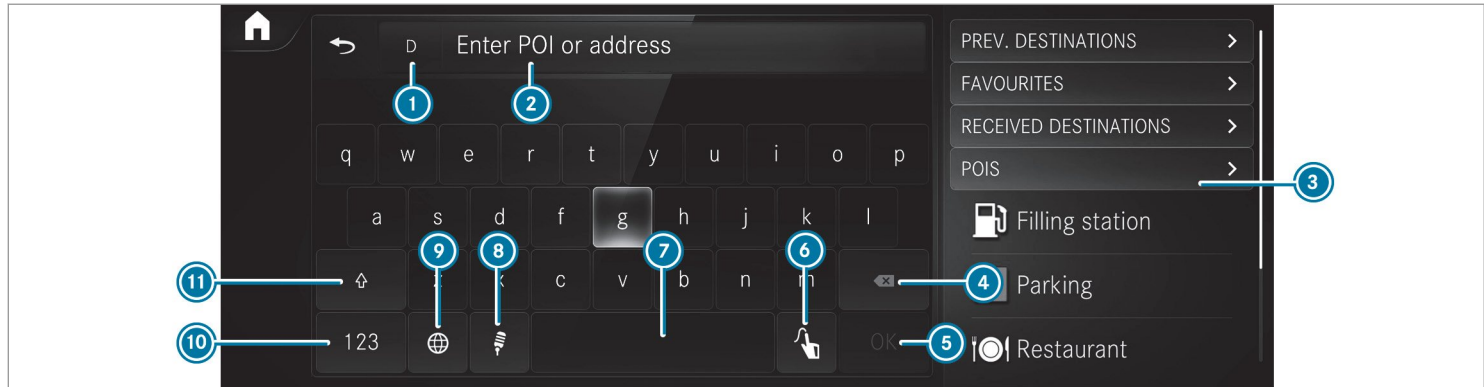 D Enter POI or address
1
2
q w e r t y u i o p
a s d f g h j k l
9
8
7
6
11
z x c v b n m
10
123
OK
5
PREV. DESTINATIONS
FAVOURITES
RECEIVED DESTINATIONS
POIS
3
Filling station
4
Parking
Restaurant